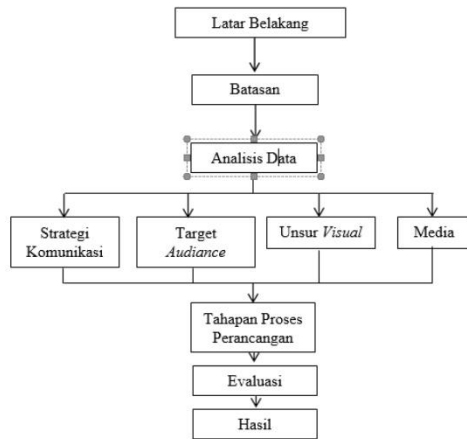 Latar Belakang
Batasan
Analisis Data
Strategi
Komunikasi
Target
Audiance
Unsur Visual
Media
Tahapan Proses
Perancangan
Evaluasi
Hasil